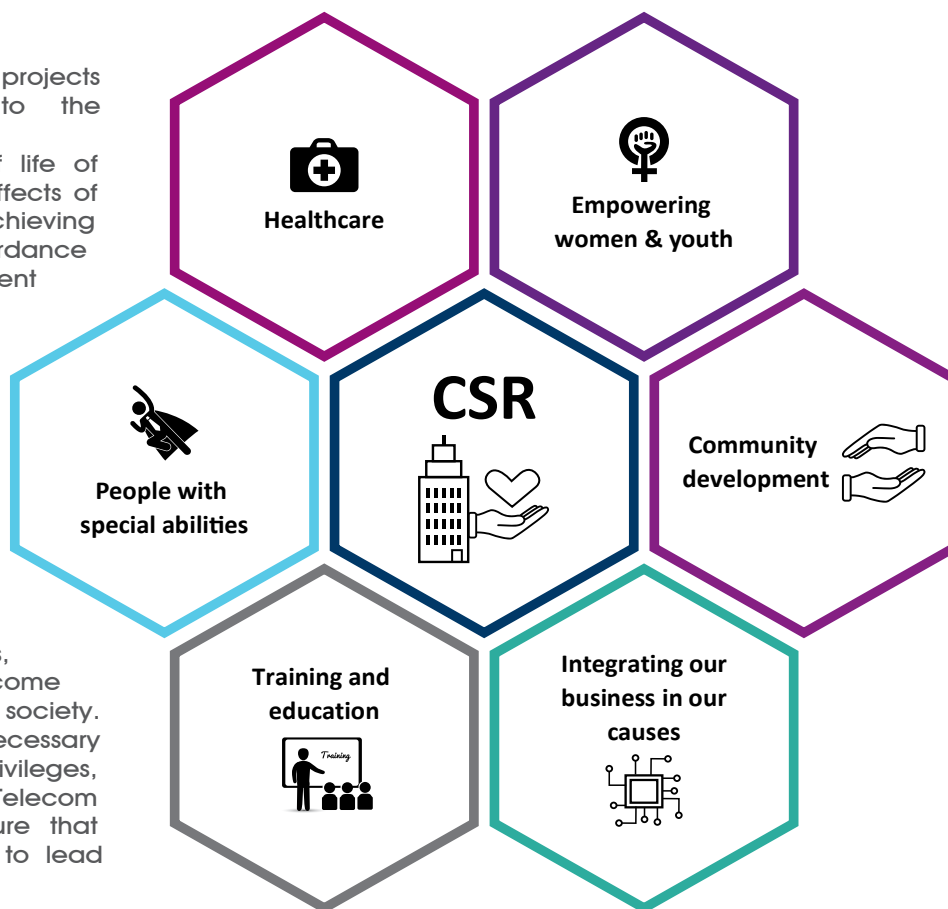 projects
to the
f life of
ffects of
chieving
rdance
ent
Healthcare
Empowering
women & youth
People with
special abilities
CSR
Community
development
s,
come
society.
ecessary
ivileges,
Telecom
ure that
to lead
Training and
education
Training
Integrating our
business in our
causes